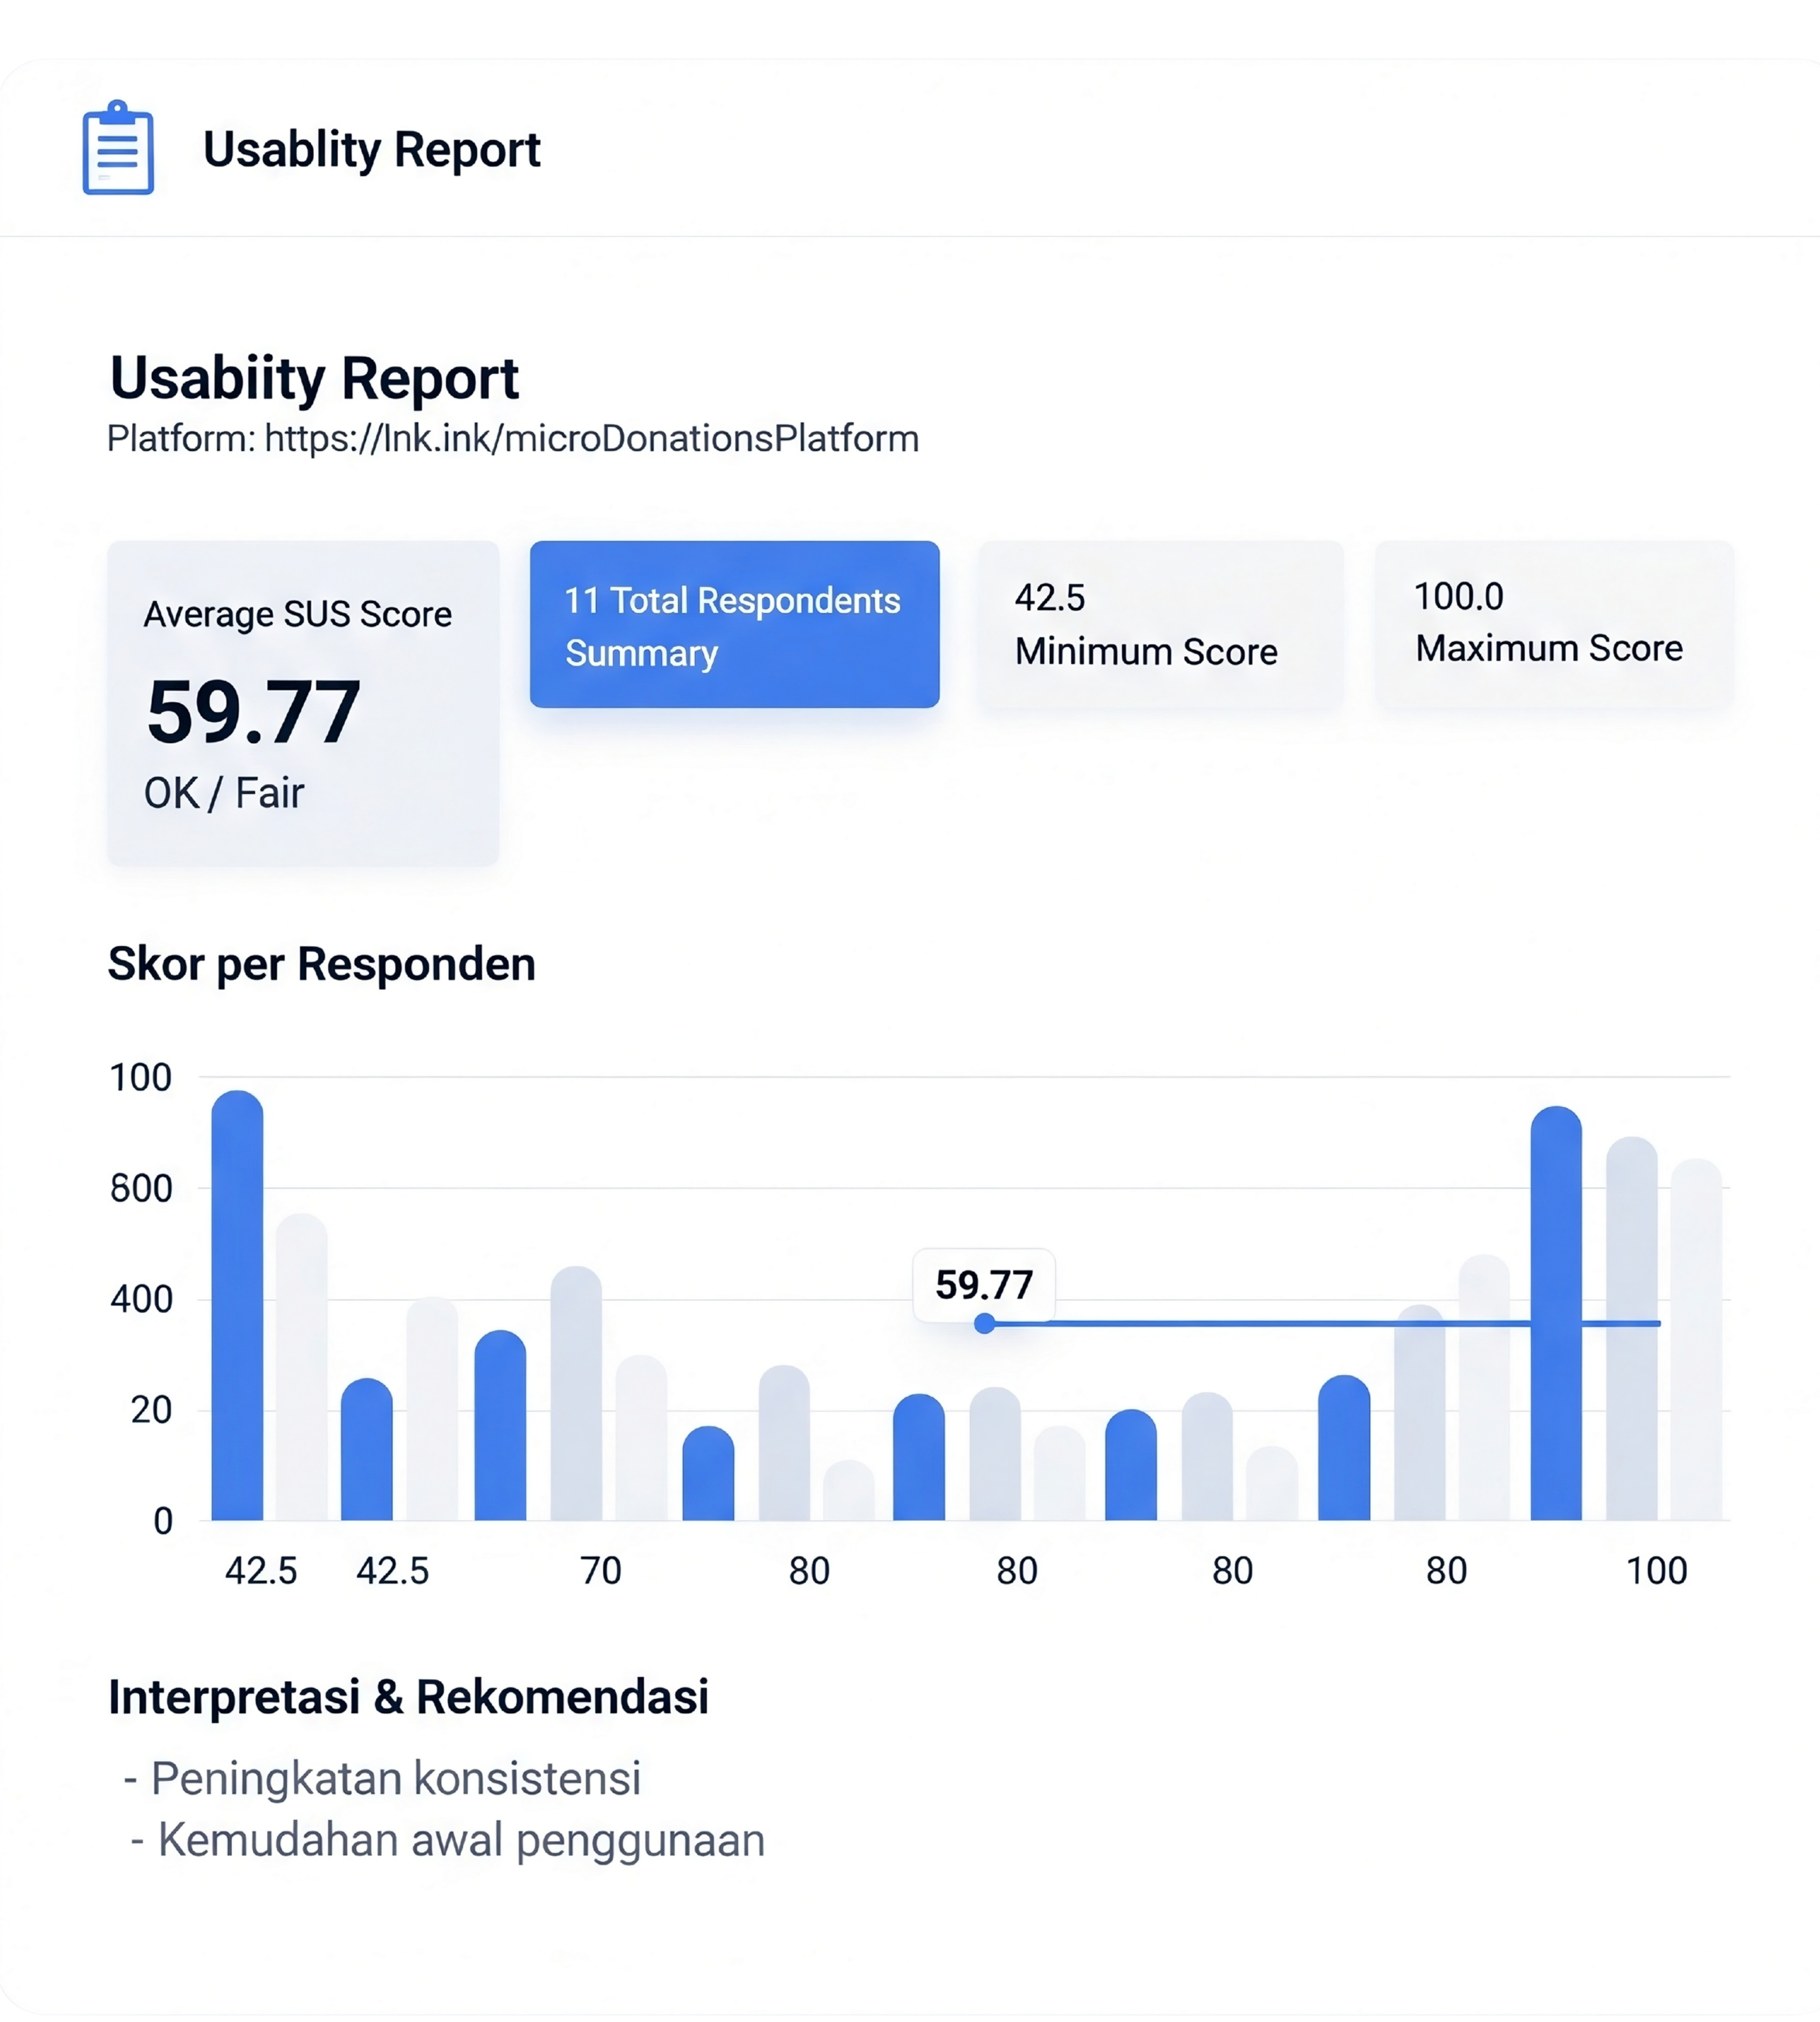 Usablity Report
Usabiity Report
Platform: https://lnk.ink/microDonationsPlatform
Average SUS Score
59.77
OK / Fair
11 Total Respondents
Summary
42.5
Minimum Score
100.0
Maximum Score
Skor per Responden
100
800
400
20
0
59.77
42.5 42.5 70 80 80 80 80 100
Interpretasi & Rekomendasi
- Peningkatan konsistensi
- Kemudahan awal penggunaan